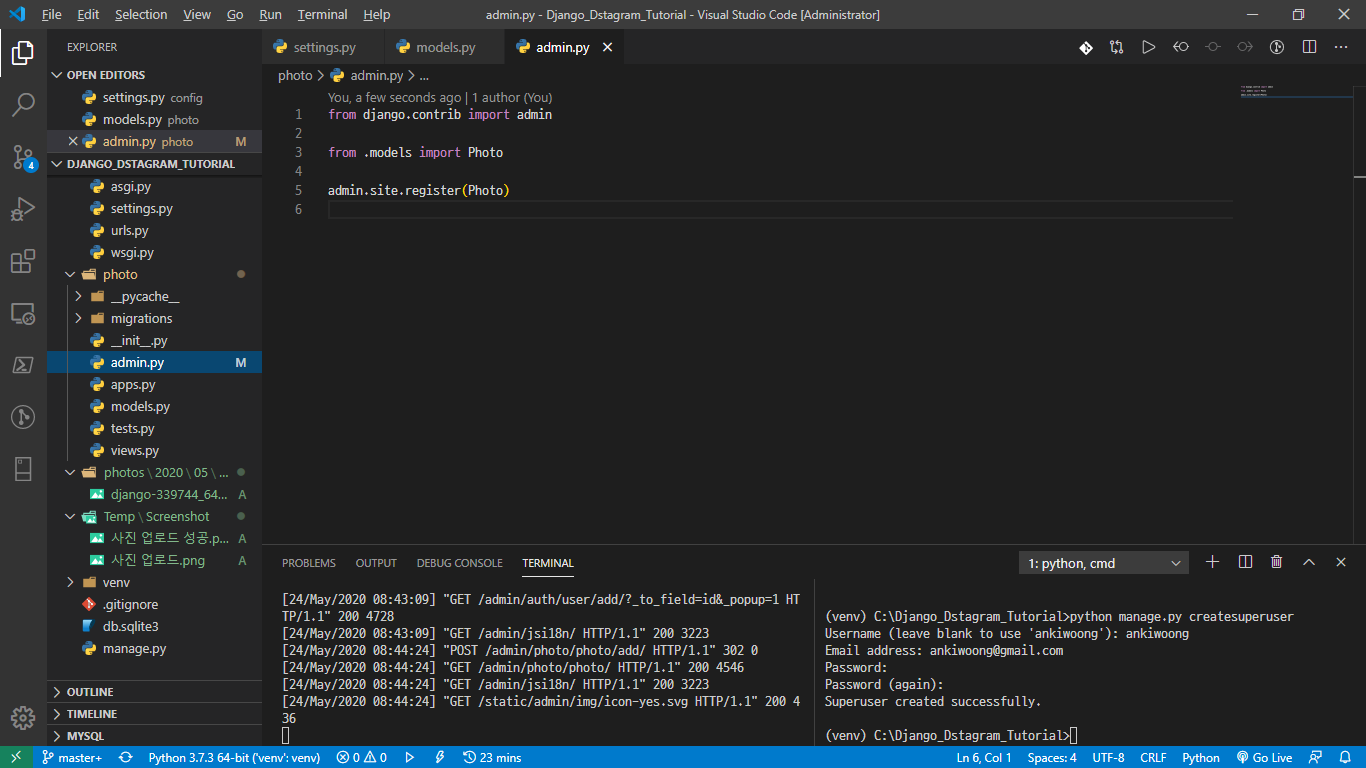 File Edit Selection View Go Run Terminal Help admin.py - Django_Dstagram_Tutorial - Visual Studio Code [Administrator]
EXPLORER
OPEN EDITORS
settings.py config
models.py photo
admin.py photo M
DJANGO_DSTAGRAM_TUTORIAL
asgi.py
settings.py
urls.py
wsgi.py
photo
__pycache__
migrations
__init__.py
admin.py M
apps.py
models.py
tests.py
views.py
photos \ 2020 \ 05 \ ...
django-339744_64... A
Temp \ Screenshot
사진 업로드 성공.p... A
사진 업로드.png A
venv
.gitignore
db.sqlite3
manage.py
OUTLINE
TIMELINE
MYSQL
4
settings.py models.py admin.py
photo > admin.py > ...
You, a few seconds ago | 1 author (You)
1 from django.contrib import admin
2
3 from .models import Photo
4
5 admin.site.register(Photo)
6
PROBLEMS OUTPUT DEBUG CONSOLE TERMINAL 1: python, cmd
[24/May/2020 08:43:09] "GET /admin/auth/user/add/?_to_field=id&_popup=1 HT
TP/1.1" 200 4728
[24/May/2020 08:43:09] "GET /admin/jsi18n/ HTTP/1.1" 200 3223
[24/May/2020 08:44:24] "POST /admin/photo/photo/add/ HTTP/1.1" 302 0
[24/May/2020 08:44:24] "GET /admin/photo/photo/ HTTP/1.1" 200 4546
[24/May/2020 08:44:24] "GET /admin/jsi18n/ HTTP/1.1" 200 3223
[24/May/2020 08:44:24] "GET /static/admin/img/icon-yes.svg HTTP/1.1" 200 4
36
(venv) C:\Django_Dstagram_Tutorial>python manage.py createsuperuser
Username (leave blank to use 'ankiwoong'): ankiwoong
Email address: ankiwoong@gmail.com
Password:
Password (again):
Superuser created successfully.
(venv) C:\Django_Dstagram_Tutorial>
master+ Python 3.7.3 64-bit ('venv': venv) 0 0 23 mins Ln 6, Col 1 Spaces: 4 UTF-8 CRLF Python Go Live